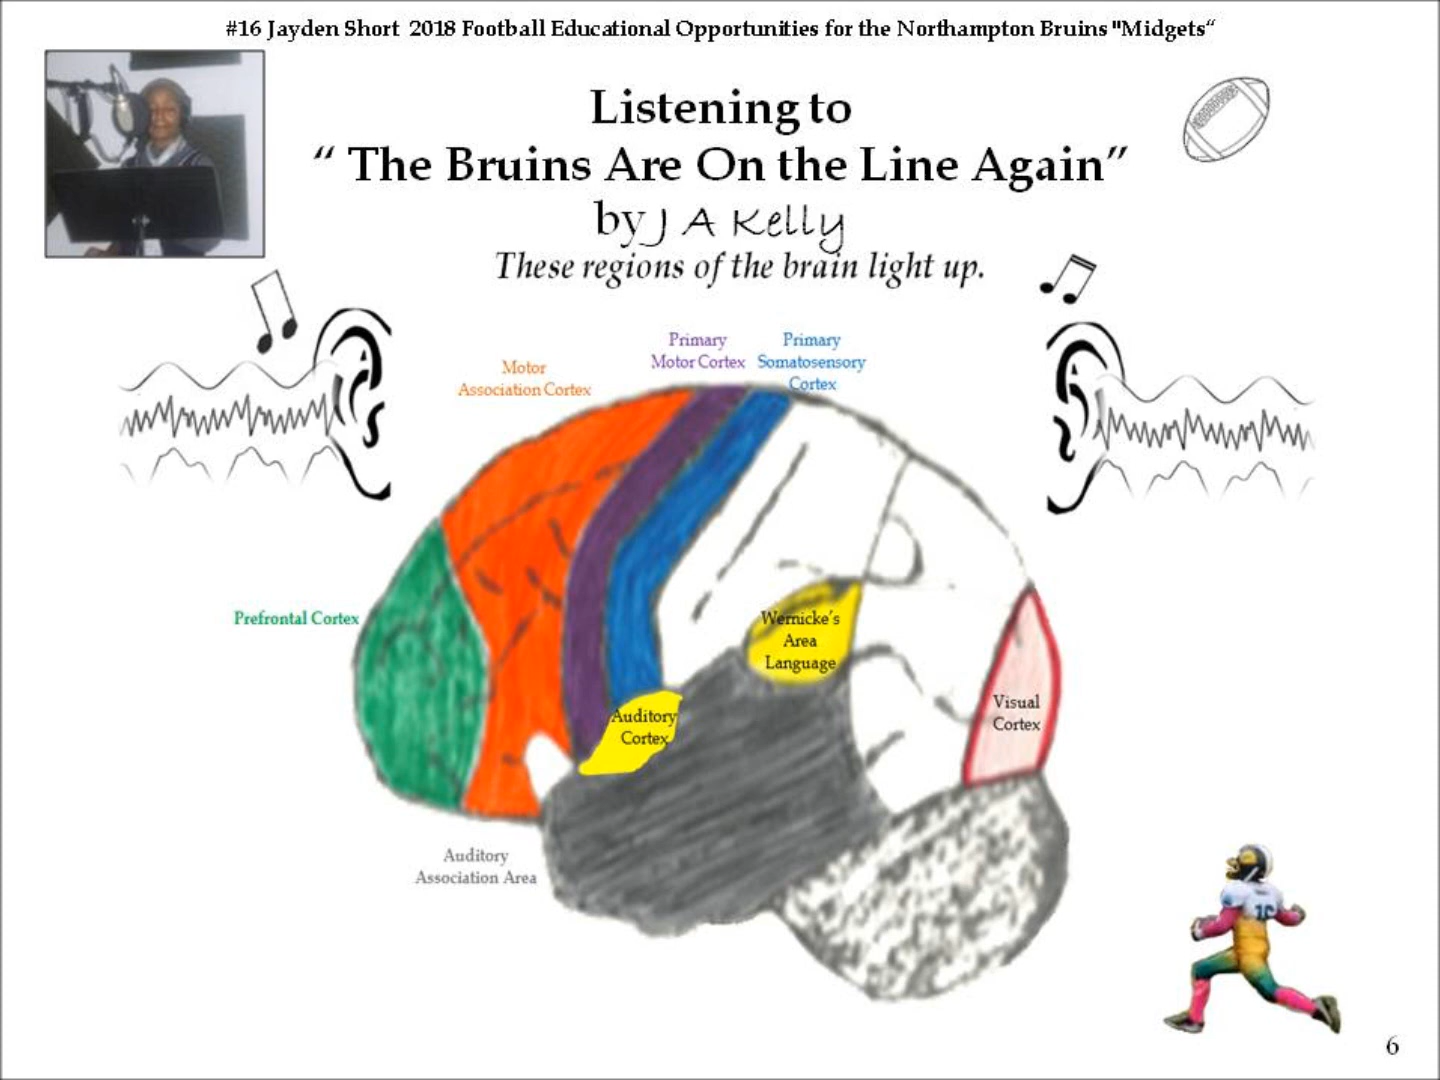 #16 Jayden Short 2018 Football Educational Opportunities for the Northampton Bruins "Midgets“
Listening to
“ The Bruins Are On the Line Again”
by J A Kelly
These regions of the brain light up.
Primary
Motor Cortex
Primary
Somatosensory
Cortex
Motor
Association Cortex
Prefrontal Cortex
Wernicke’s
Area
Language
Auditory
Cortex
Visual
Cortex
Auditory
Association Area
16
6